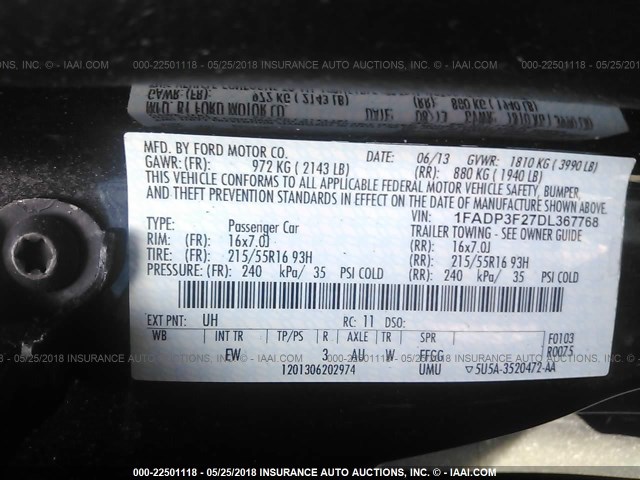 000-22501118 - 05/25/2018 INSURANCE AUTO AUCTIONS, INC. - IAAI.COM
MFD. BY FORD MOTOR CO.
DATE: 06/13 GVWR: 1810 KG ( 3990 LB)
GAWR: (FR): 972 KG ( 2143 LB) (RR): 880 KG ( 1940 LB)
THIS VEHICLE CONFORMS TO ALL APPLICABLE FEDERAL MOTOR VEHICLE SAFETY, BUMPER,
AND THEFT PREVENTION STANDARDS IN EFFECT ON THE DATE OF MANUFACTURE SHOWN ABOVE.
VIN: 1FADP3F27DL367768
TYPE: Passenger Car TRAILER TOWING - SEE OWNER GUIDE
RIM: (FR): 16x7.0J (RR): 16x7.0J
TIRE: (FR): 215/55R16 93H (RR): 215/55R16 93H
PRESSURE: (FR): 240 kPa/ 35 PSI COLD (RR): 240 kPa/ 35 PSI COLD
EXT PNT: UH RC: 11 DSO:
WB INT TR TP/PS R AXLE TR SPR F0103
EW 3 AU W FFGG R0075
1201306202974 UMU ▽5U5A-3520472-AA
000-22501118 - 05/25/2018 INSURANCE AUTO AUCTIONS, INC. - IAAI.COM
000-22501118 - 05/25/2018 INSURANCE AUTO AUCTIONS, INC. - IAAI.COM